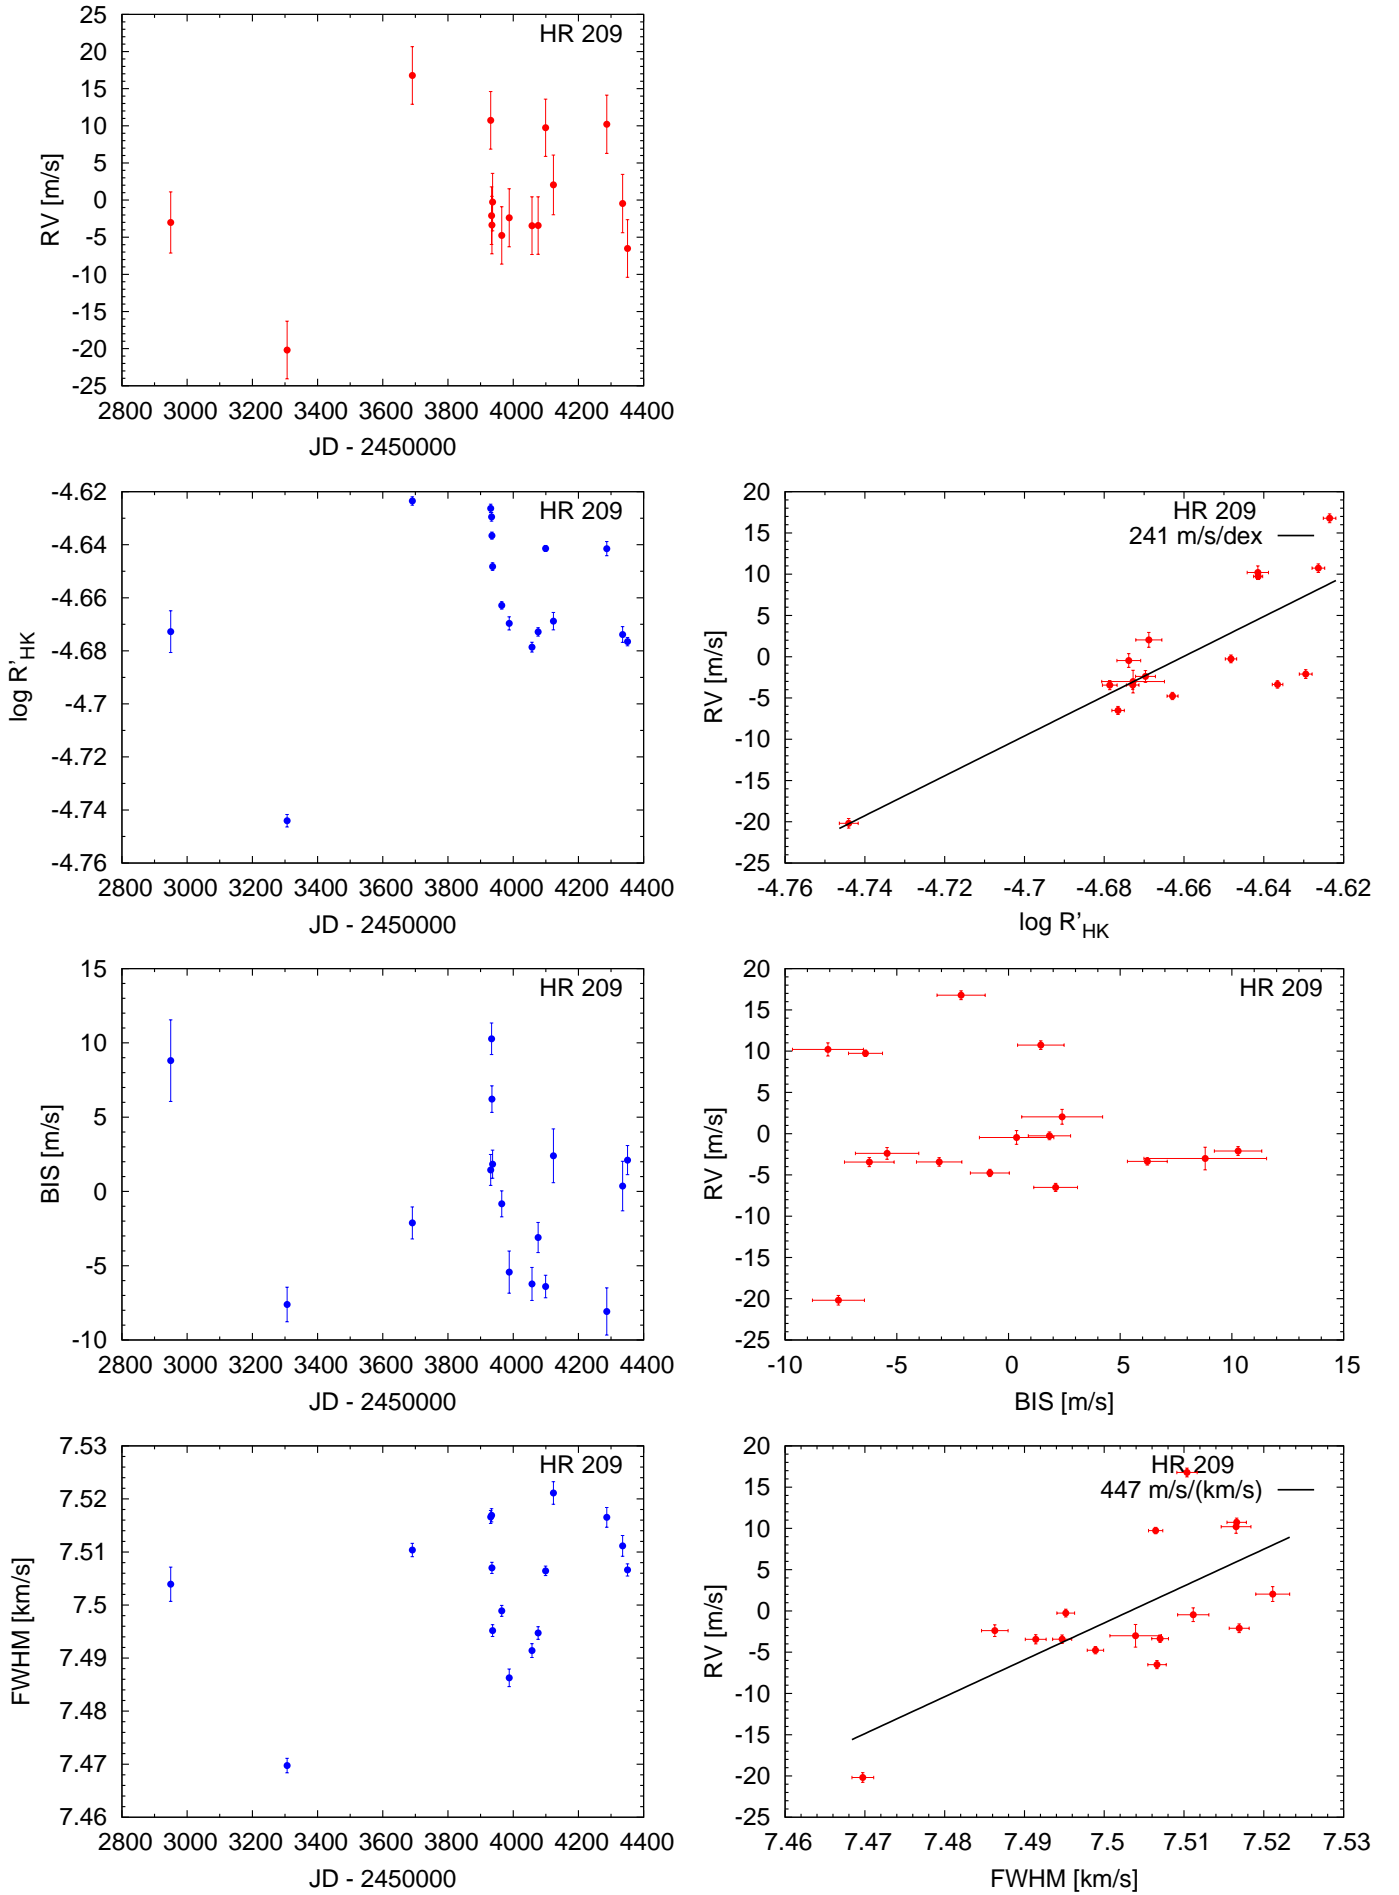 25
20
15
10
5
0
-5
-10
-15
-20
-25
RV [m/s]
HR 209
2800 3000 3200 3400 3600 3800 4000 4200 4400
JD - 2450000
-4.62
-4.64
-4.66
-4.68
-4.7
-4.72
-4.74
-4.76
log R'HK
HR 209
2800 3000 3200 3400 3600 3800 4000 4200 4400
JD - 2450000
20
15
10
5
0
-5
-10
-15
-20
-25
RV [m/s]
HR 209
241 m/s/dex
-4.76 -4.74 -4.72 -4.7 -4.68 -4.66 -4.64 -4.62
log R'HK
15
10
5
0
-5
-10
BIS [m/s]
HR 209
2800 3000 3200 3400 3600 3800 4000 4200 4400
JD - 2450000
20
15
10
5
0
-5
-10
-15
-20
-25
RV [m/s]
HR 209
-10 -5 0 5 10 15
BIS [m/s]
7.53
7.52
7.51
7.5
7.49
7.48
7.47
7.46
FWHM [km/s]
HR 209
2800 3000 3200 3400 3600 3800 4000 4200 4400
JD - 2450000
20
15
10
5
0
-5
-10
-15
-20
-25
RV [m/s]
HR 209
447 m/s/(km/s)
7.46 7.47 7.48 7.49 7.5 7.51 7.52 7.53
FWHM [km/s]